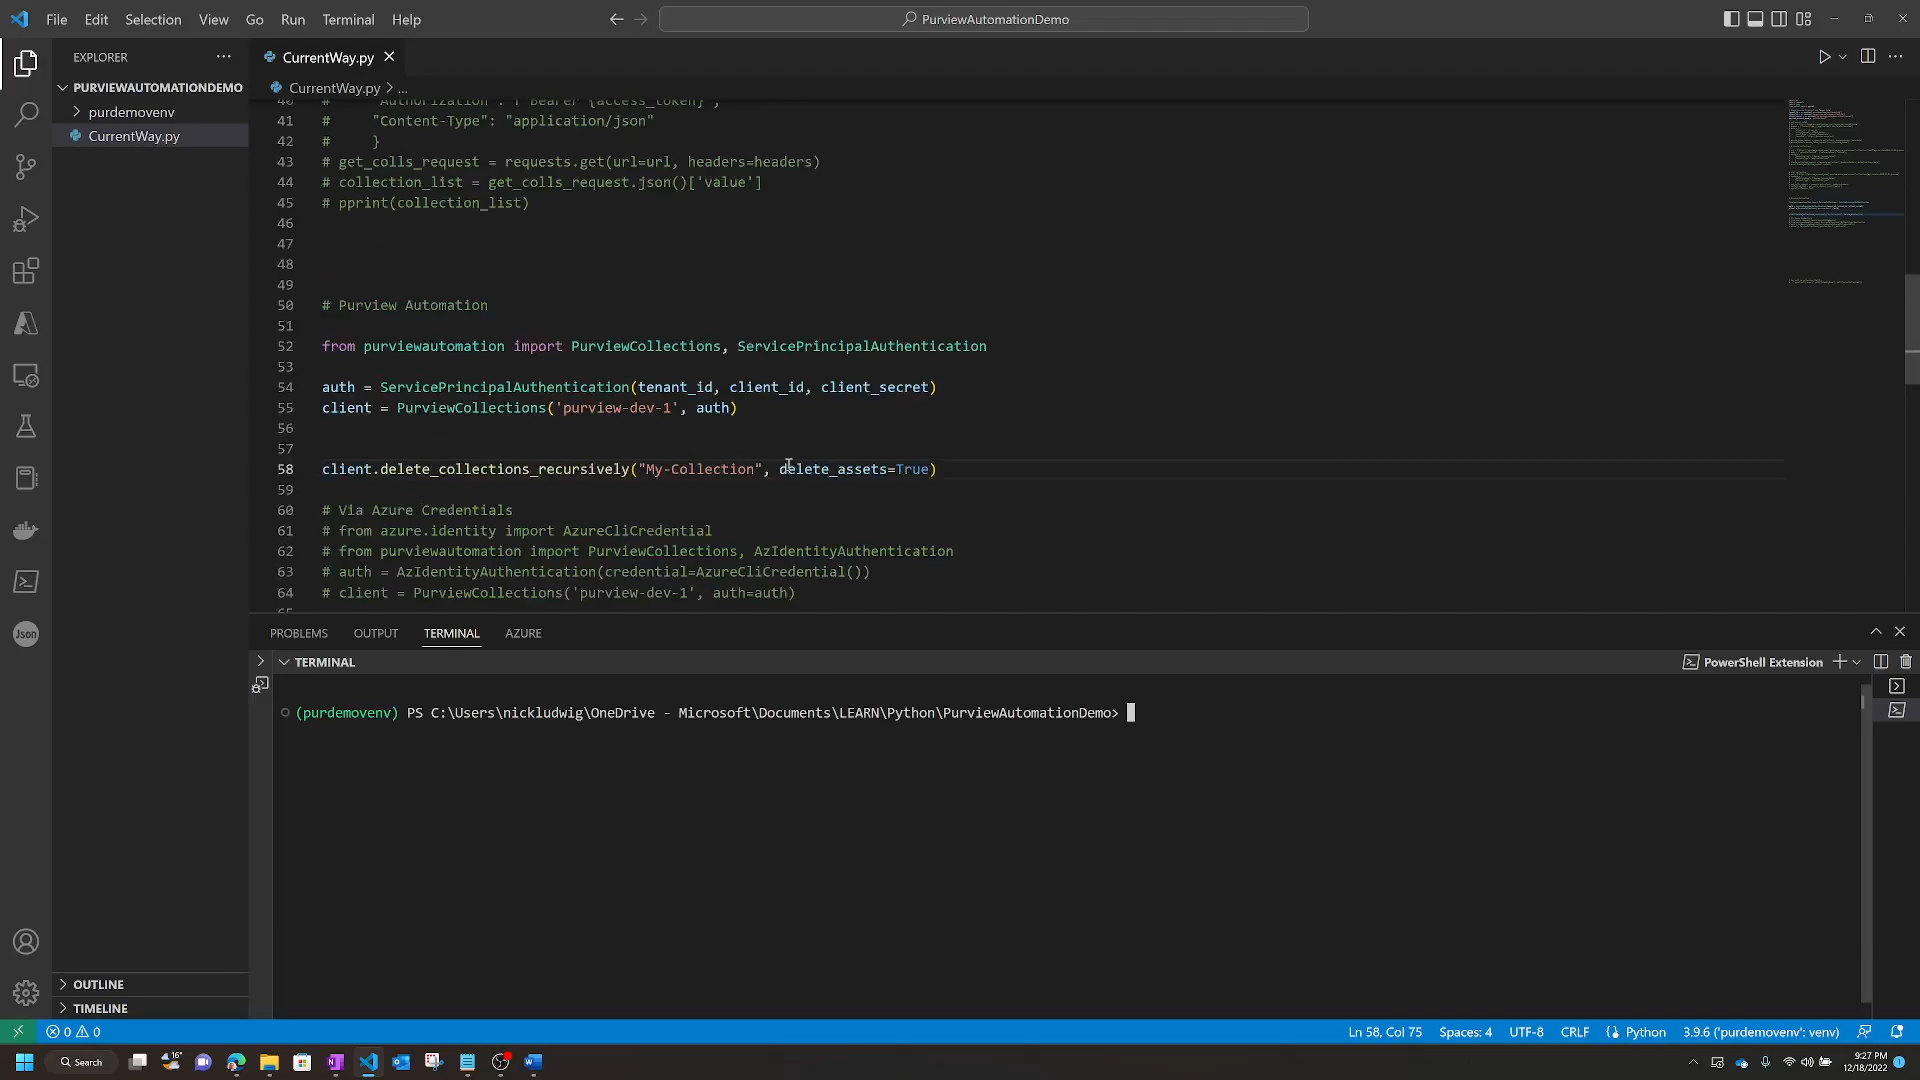 File Edit Selection View Go Run Terminal Help
PurviewAutomationDemo
EXPLORER
PURVIEWAUTOMATIONDEMO
purdemovenv
CurrentWay.py
CurrentWay.py
CurrentWay.py > ...
40 # "Authorization": f"Bearer {access_token}",
41 # "Content-Type": "application/json"
42 # }
43 # get_colls_request = requests.get(url=url, headers=headers)
44 # collection_list = get_colls_request.json()['value']
45 # pprint(collection_list)
46
47
48
49
50 # Purview Automation
51
52 from purviewautomation import PurviewCollections, ServicePrincipalAuthentication
53
54 auth = ServicePrincipalAuthentication(tenant_id, client_id, client_secret)
55 client = PurviewCollections('purview-dev-1', auth)
56
57
58 client.delete_collections_recursively("My-Collection", delete_assets=True)
59
60 # Via Azure Credentials
61 # from azure.identity import AzureCliCredential
62 # from purviewautomation import PurviewCollections, AzIdentityAuthentication
63 # auth = AzIdentityAuthentication(credential=AzureCliCredential())
64 # client = PurviewCollections('purview-dev-1', auth=auth)
65
PROBLEMS OUTPUT TERMINAL AZURE
TERMINAL
PowerShell Extension
(purdemovenv) PS C:\Users\nickludwig\OneDrive - Microsoft\Documents\LEARN\Python\PurviewAutomationDemo>
Json
OUTLINE
TIMELINE
0 0
Ln 58, Col 75 Spaces: 4 UTF-8 CRLF Python 3.9.6 ('purdemovenv': venv)
Search
16°
9:27 PM
12/18/2022